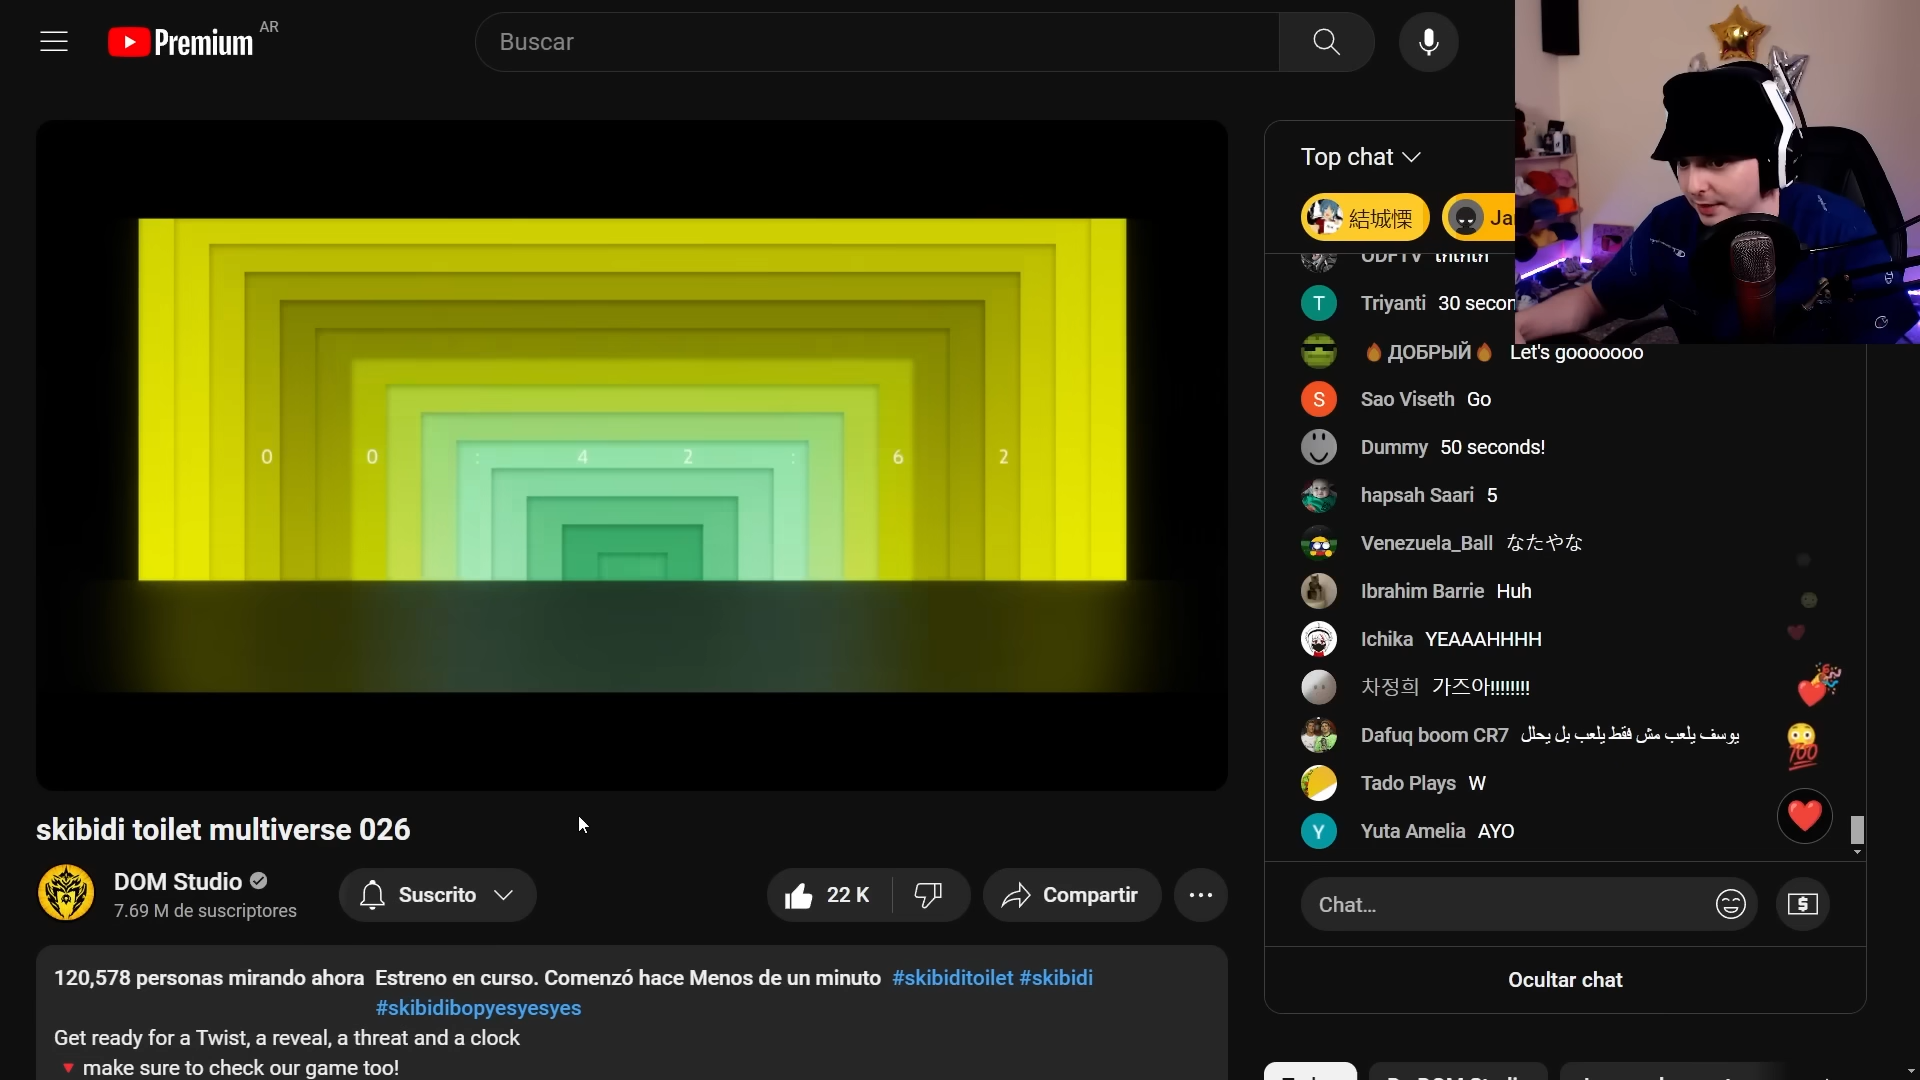 Premium AR
Buscar
Top chat
結城慄
0 0 : 4 2 : 6 2
Triyanti 30 secon
ДОБРЫЙ Let's gooooooo
Sao Viseth Go
Dummy 50 seconds!
hapsah Saari 5
Venezuela_Ball なたやな
Ibrahim Barrie Huh
Ichika YEAAAHHHH
차정희 가즈아!!!!!!!!
Dafuq boom CR7 يوسف يلعب مش فقط يلعب بل يحلل
Tado Plays W
Yuta Amelia AYO
Chat...
Ocultar chat
skibidi toilet multiverse 026
DOM Studio
7.69 M de suscriptores
Suscrito
22 K
Compartir
120,578 personas mirando ahora Estreno en curso. Comenzó hace Menos de un minuto #skibiditoilet #skibidi
#skibidibopyesyesyes
Get ready for a Twist, a reveal, a threat and a clock
make sure to check our game too!